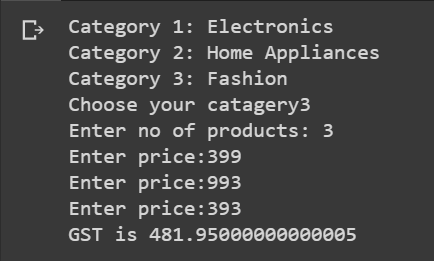 Category 1: Electronics
Category 2: Home Appliances
Category 3: Fashion
Choose your catagery3
Enter no of products: 3
Enter price:399
Enter price:993
Enter price:393
GST is 481.95000000000005